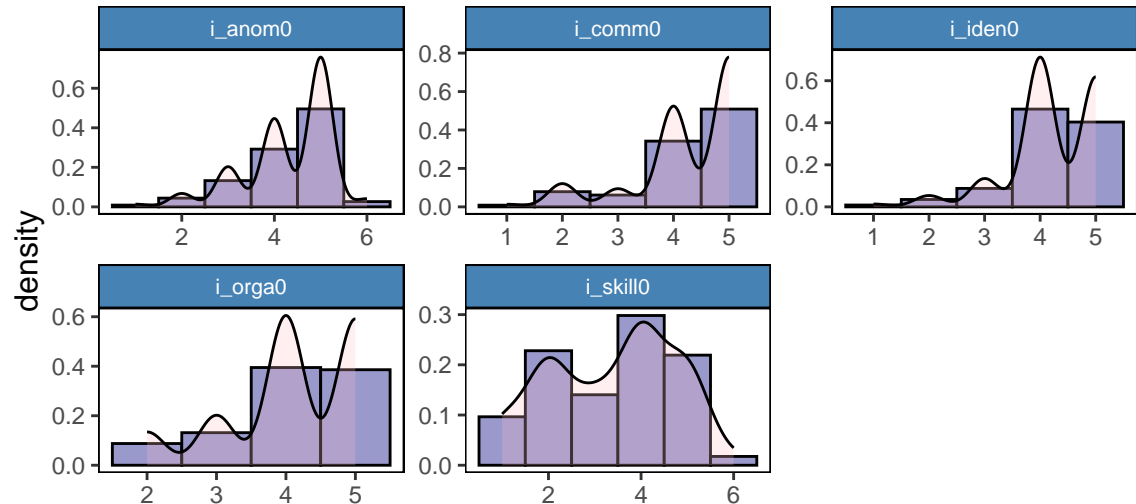 i_anom0 i_comm0 i_iden0
0.6 0.4 0.2 0.0
2 4 6
0.8 0.6 0.4 0.2 0.0
1 2 3 4 5
0.6 0.4 0.2 0.0
1 2 3 4 5
density
i_orga0 i_skill0
0.6 0.4 0.2 0.0
2 3 4 5
0.3 0.2 0.1 0.0
2 4 6